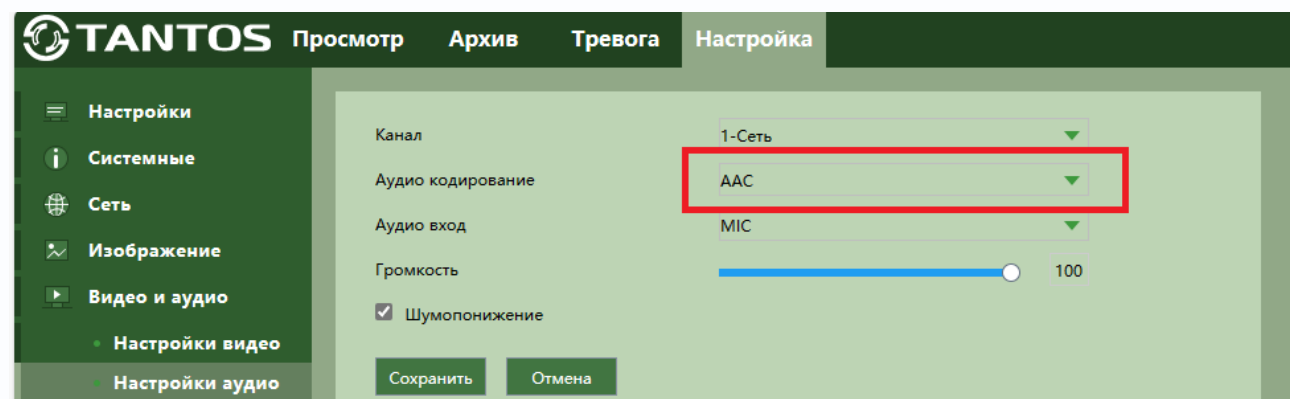 TANTOS Просмотр Архив Тревога Настройка
Настройки
Системные
Сеть
Изображение
Видео и аудио
Настройки видео
Настройки аудио
Канал 1-Сеть
Аудио кодирование AAC
Аудио вход MIC
Громкость 100
Шумопонижение
Сохранить Отмена